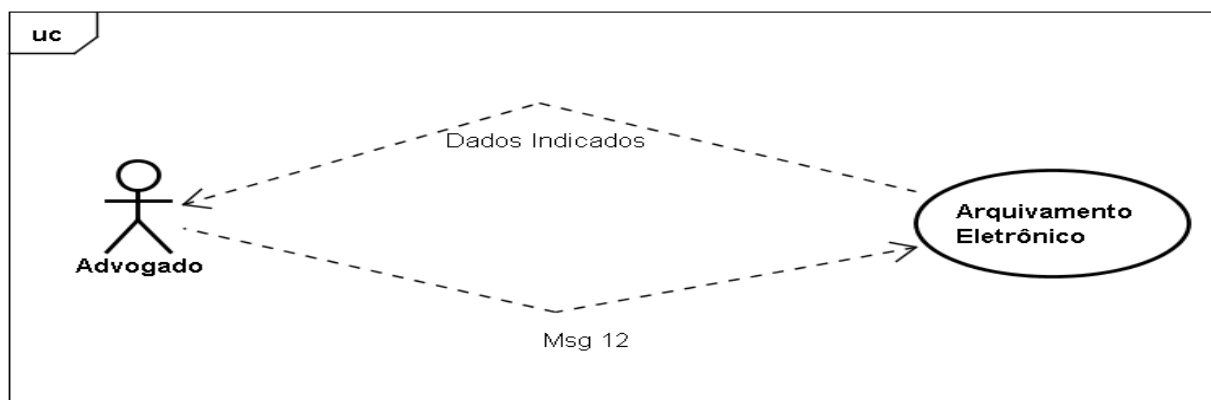 uc
Dados Indicados
Arquivamento
Eletrônico
Advogado
Msg 12